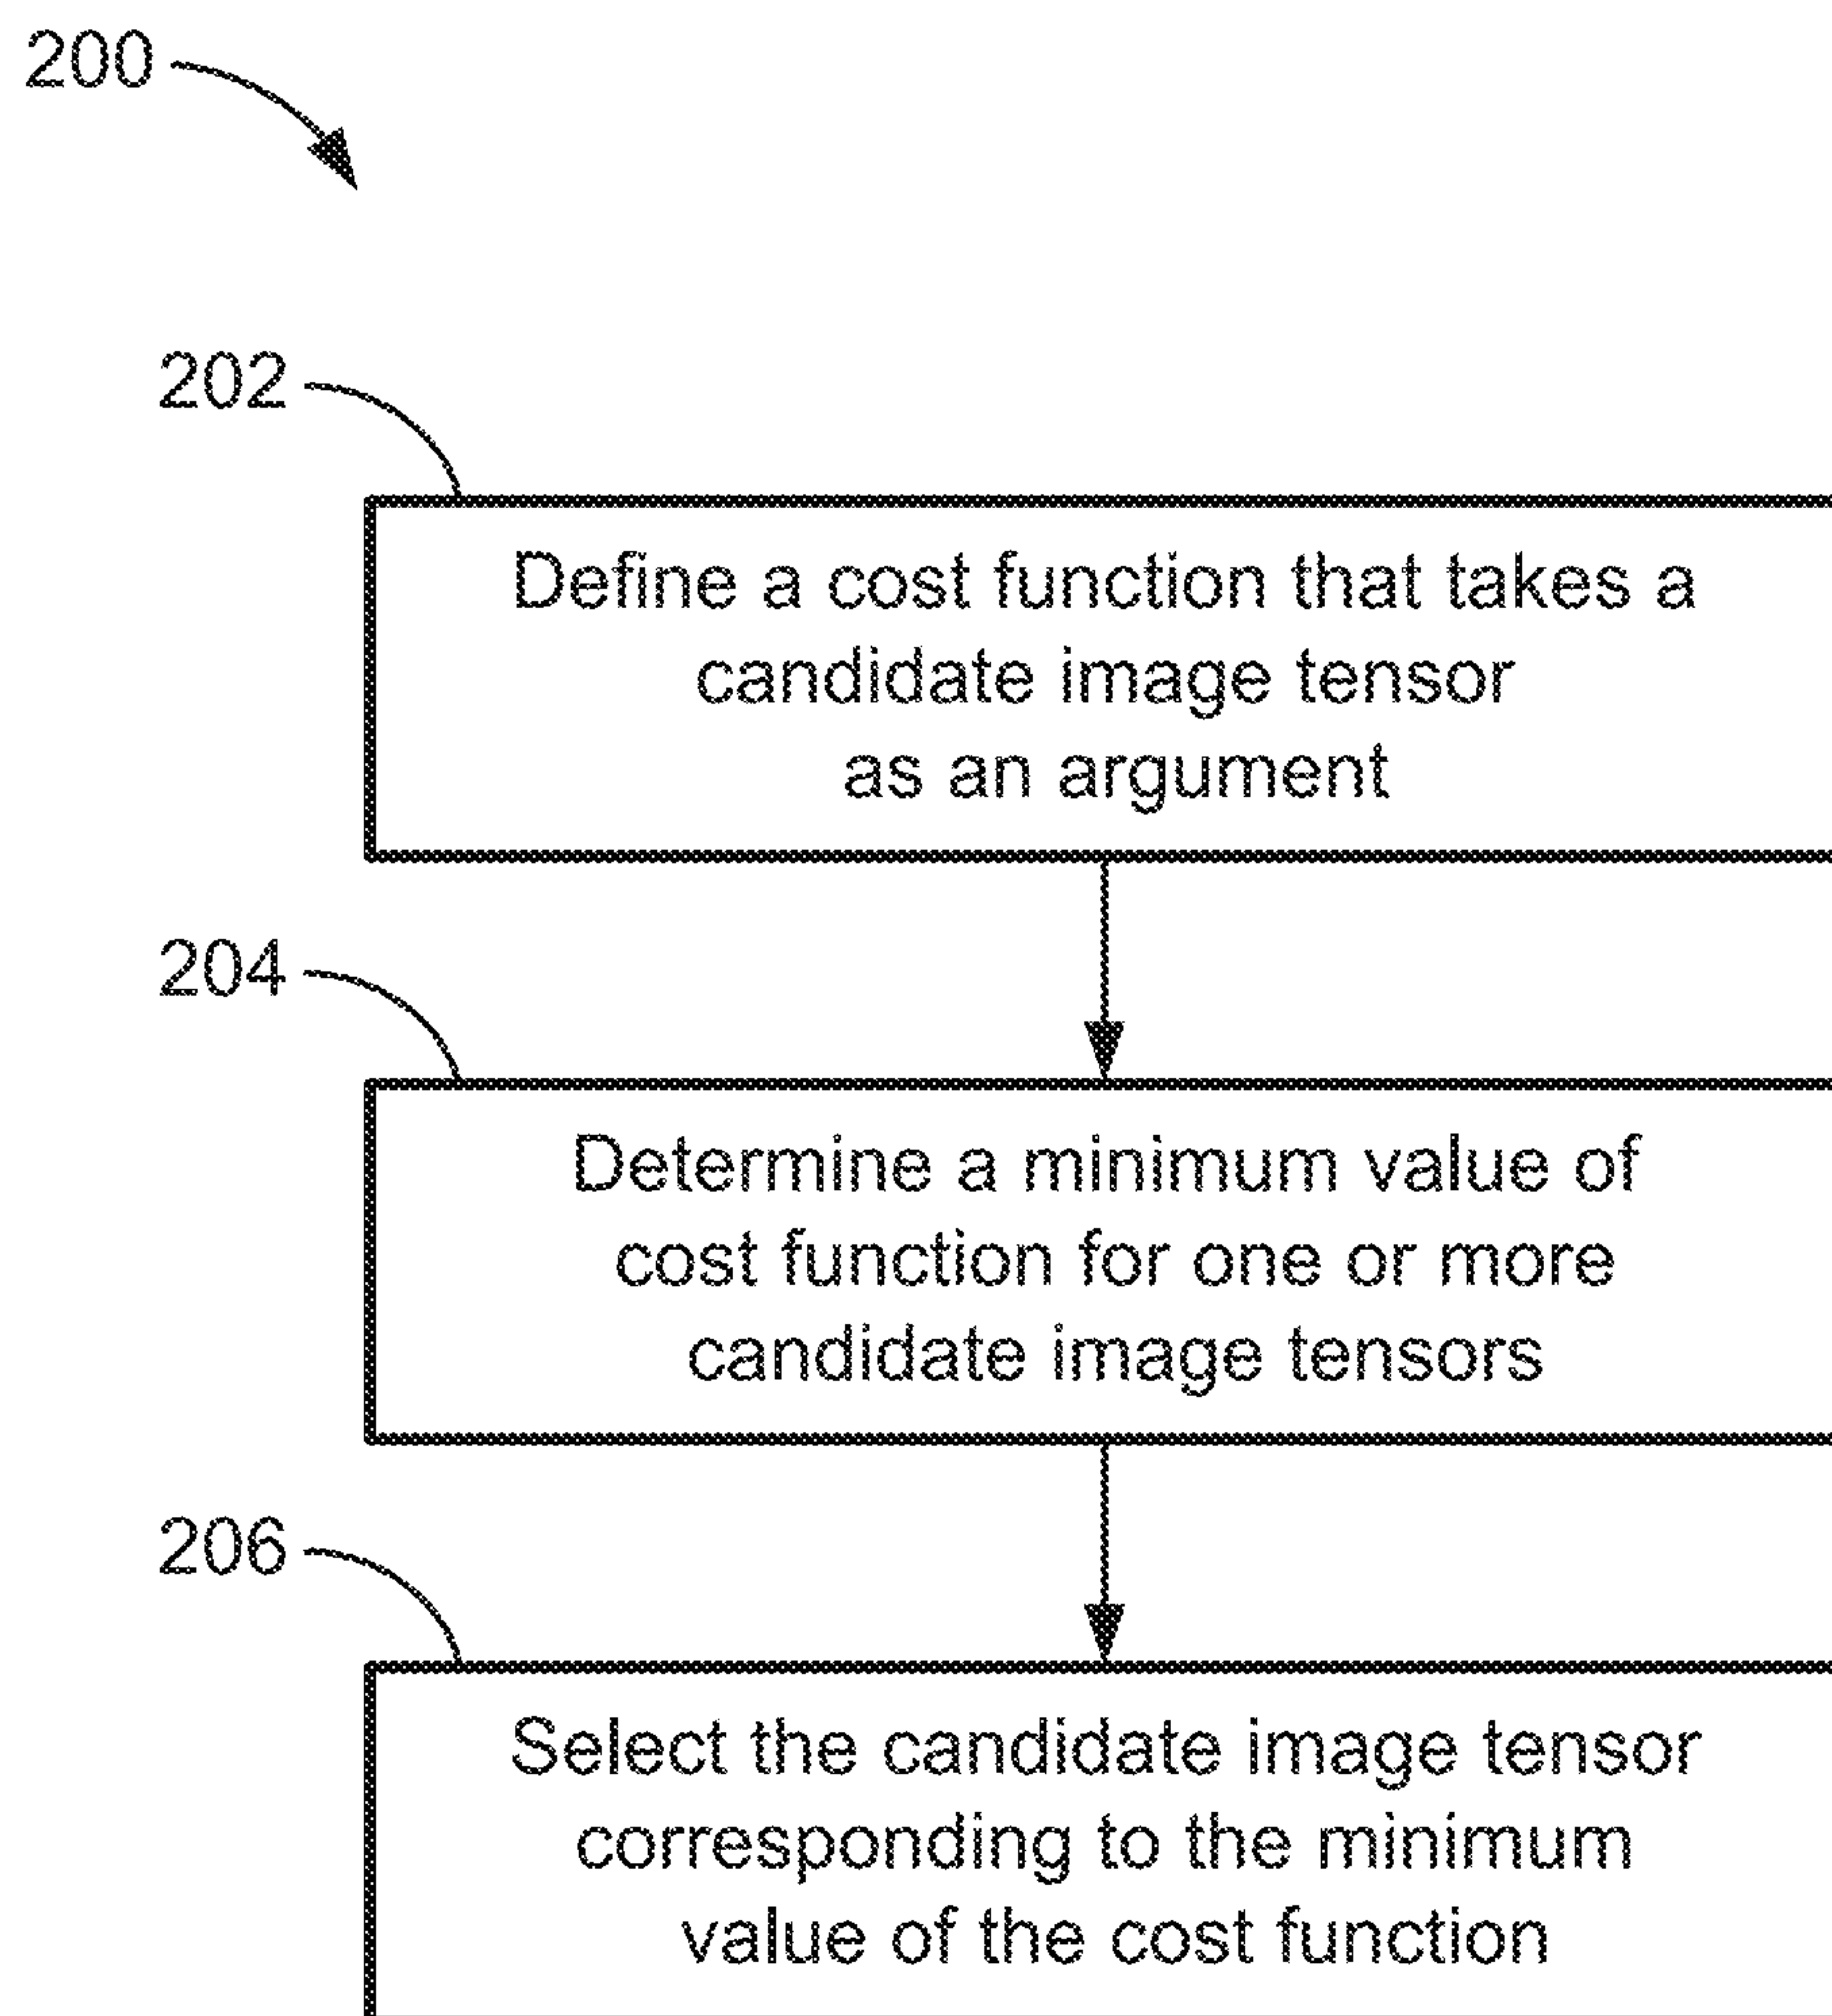 200
202
Define a cost function that takes a
candidate image tensor
as an argument
204
Determine a minimum value of
cost function for one or more
candidate image tensors
206
Select the candidate image tensor
corresponding to the minimum
value of the cost function